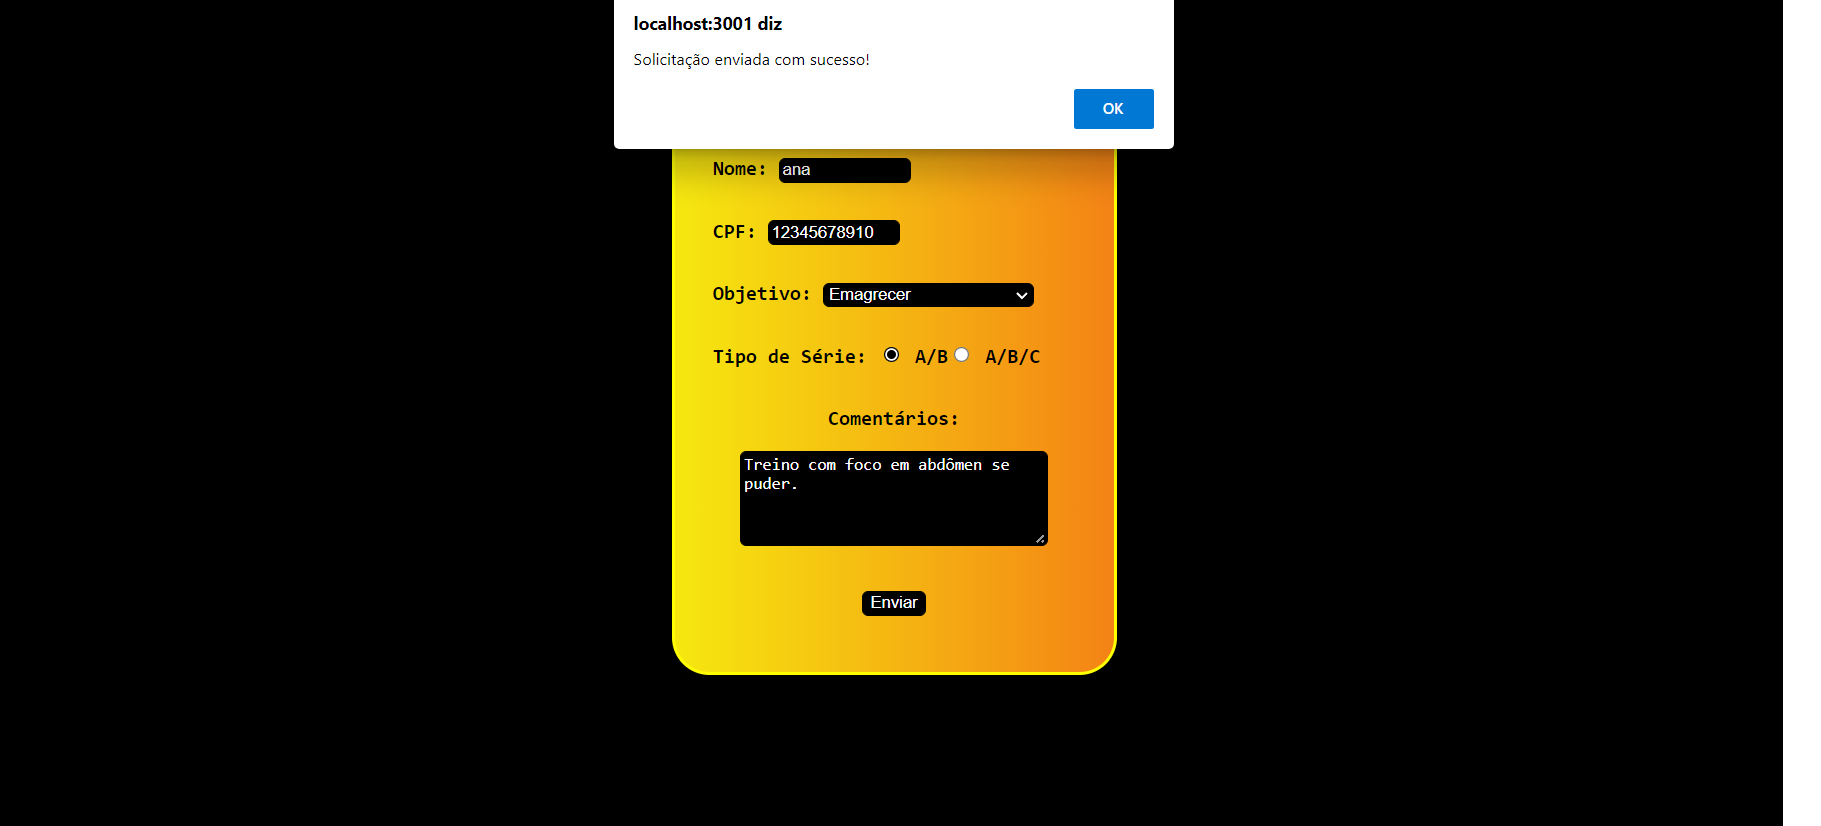 localhost:3001 diz
Solicitação enviada com sucesso!
OK
Nome: ana
CPF: 12345678910
Objetivo: Emagrecer
Tipo de Série: A/B A/B/C
Comentários:
Treino com foco em abdômen se
puder.
Enviar